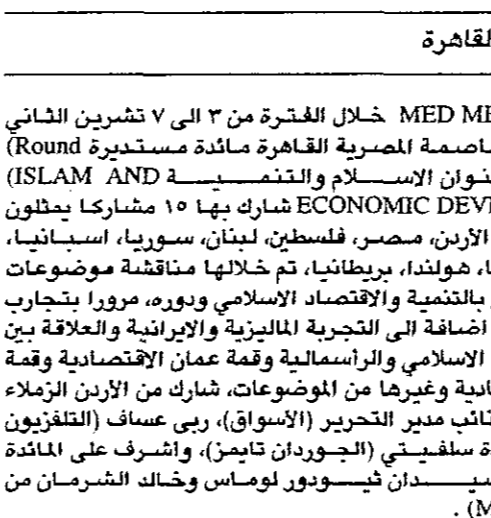 لقاهرة
MED ME خلال الفترة من ٣ الى ٧ تشرين الثاني
اصمة المصرية القاهرة مائدة مستديرة Round)
نوان الاسلام والتنمية ISLAM AND)
ECONOMIC DEVI شارك بها ١٥ مشاركا يمثلون
الأردن، مصر، فلسطين، لبنان، سوريا، اسبانيا،
ا، هولندا، بريطانيا، تم خلالها مناقشة موضوعات
بالتنمية والاقتصاد الاسلامي ودوره، مرورا بتجارب
اضافة الى التجربة الماليزية والايرانية والعلاقة بين
الاسلامي والرأسمالية وقمة عمان الاقتصادية وقمة
ادية وغيرها من الموضوعات، شارك من الأردن الزملاء
نائب مدير التحرير (الأسواق)، ربى عساف (التلفزيون
ة سلفيتي (الجوردان تايمز)، واشرف على المائدة
سيدان ثيودور لوماس وخالد الشرمان من
M) .